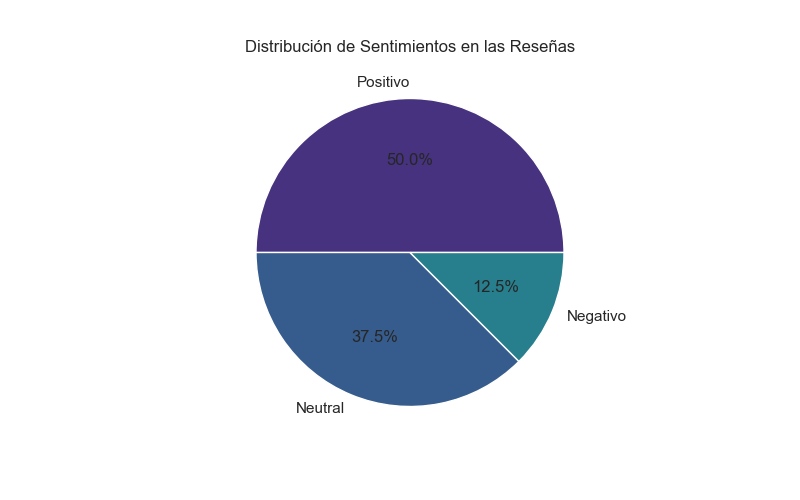 Distribución de Sentimientos en las Reseñas
Positivo
50.0%
12.5%
Negativo
37.5%
Neutral